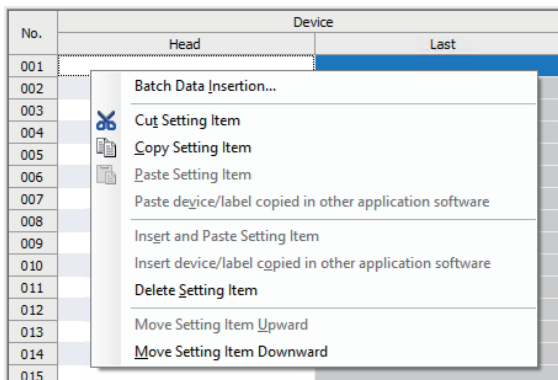 No.
Device
Head
Last
001
002
003
004
005
006
007
008
009
010
011
012
013
014
015
Batch Data Insertion...
Cut Setting Item
Copy Setting Item
Paste Setting Item
Paste device/label copied in other application software
Insert and Paste Setting Item
Insert device/label copied in other application software
Delete Setting Item
Move Setting Item Upward
Move Setting Item Downward